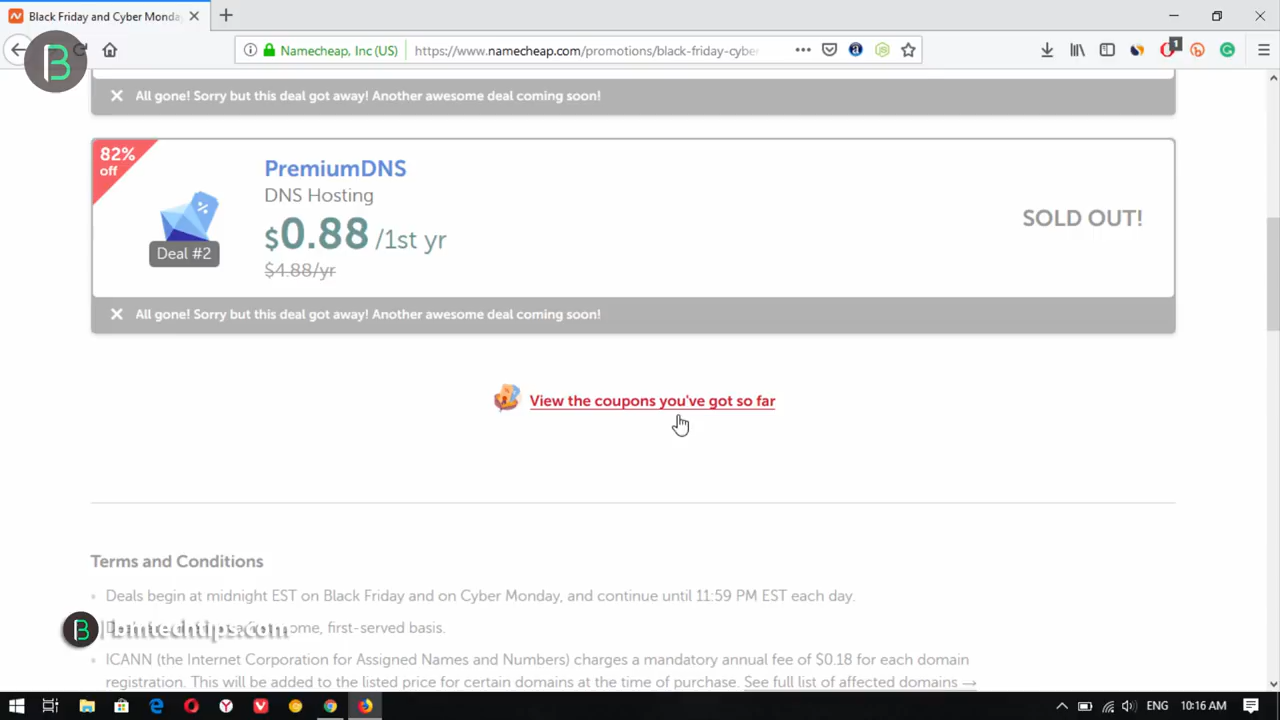 Black Friday and Cyber Monda
Namecheap, Inc (US)
https://www.namecheap.com/promotions/black-friday-cyber
1
All gone! Sorry but this deal got away! Another awesome deal coming soon!
82%
off
PremiumDNS
DNS Hosting
$0.88 /1st yr
$4.88/yr
Deal #2
SOLD OUT!
All gone! Sorry but this deal got away! Another awesome deal coming soon!
View the coupons you've got so far
Terms and Conditions
Deals begin at midnight EST on Black Friday and on Cyber Monday, and continue until 11:59 PM EST each day.
first-served basis.
ICANN (the Internet Corporation for Assigned Names and Numbers) charges a mandatory annual fee of $0.18 for each domain
registration. This will be added to the listed price for certain domains at the time of purchase. See full list of affected domains →
ENG
10:16 AM